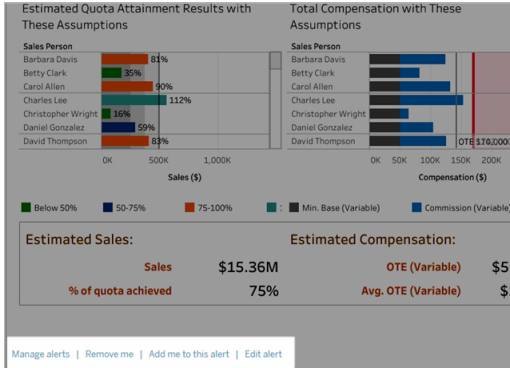 Estimated Quota Attainment Results with
These Assumptions
Sales Person
Barbara Davis 81%
Betty Clark 35%
Carol Allen 90%
Charles Lee 112%
Christopher Wright 16%
Daniel Gonzalez 59%
David Thompson 83%
0K 500K 1,000K
Sales ($)
Below 50% 50-75% 75-100%
Total Compensation with These
Assumptions
Sales Person
Barbara Davis
Betty Clark
Carol Allen
Charles Lee
Christopher Wright
Daniel Gonzalez
David Thompson
OTE
0K 50K 100K 150K 200K
Compensation ($)
Min. Base (Variable) Commission (Variable
Estimated Sales:
Sales $15.36M
% of quota achieved 75%
Estimated Compensation:
OTE (Variable) $5
Avg. OTE (Variable) $
Manage alerts | Remove me | Add me to this alert | Edit alert